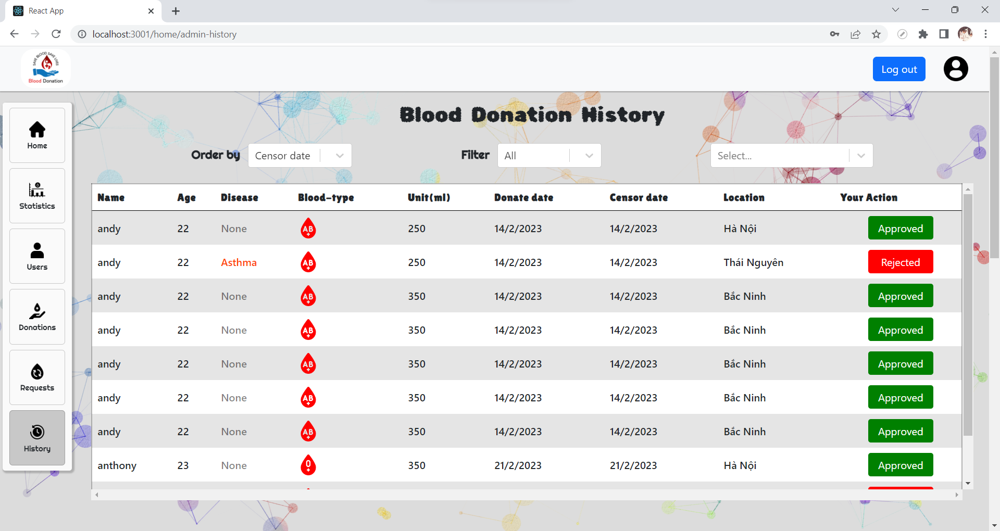 React App
localhost:3001/home/admin-history
SAVE BLOOD SAVE LIVES
Blood Donation
Log out
Home
Statistics
Users
Donations
Requests
History
Blood Donation History
Order by Censor date Filter All Select...
Name Age Disease Blood-type Unit(ml) Donate date Censor date Location Your Action
andy 22 None AB+ 250 14/2/2023 14/2/2023 Hà Nội Approved
andy 22 Asthma AB+ 250 14/2/2023 14/2/2023 Thái Nguyên Rejected
andy 22 None AB+ 350 14/2/2023 14/2/2023 Bắc Ninh Approved
andy 22 None AB+ 350 14/2/2023 14/2/2023 Bắc Ninh Approved
andy 22 None AB+ 350 14/2/2023 14/2/2023 Bắc Ninh Approved
andy 22 None AB+ 350 14/2/2023 14/2/2023 Bắc Ninh Approved
andy 22 None AB+ 350 14/2/2023 14/2/2023 Bắc Ninh Approved
anthony 23 None O+ 350 21/2/2023 21/2/2023 Hà Nội Approved